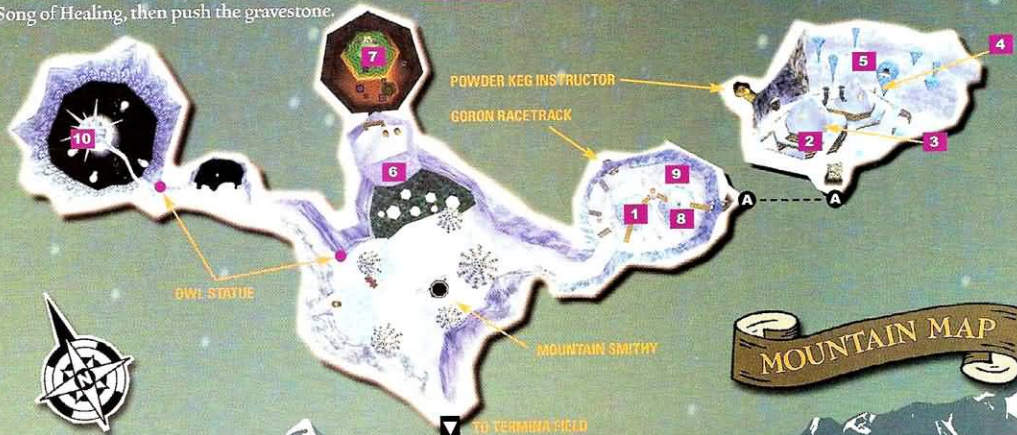 Song of Healing, then push the gravestone.
7
POWDER KEG INSTRUCTOR
GORON RACETRACK
4
5
10
6
2
3
9
1
8
A
A
OWL STATUE
N
MOUNTAIN SMITHY
MOUNTAIN MAP
TO TERMINA FIELD